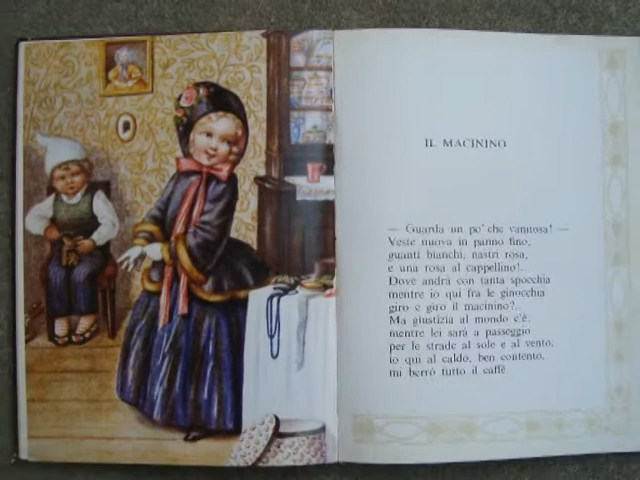 IL MACININO
— Guarda un po' che vanitosa! —
Veste nuova in panno fino,
guanti bianchi, nastri rosa,
e una rosa al cappellino!..
Dove andrà con tanta spocchia
mentre io qui fra le ginocchia
giro e giro il macinino?..
Ma giustizia al mondo c'è,
mentre lei sarà a passeggio
per le strade al sole e al vento,
io qui al caldo, ben contento,
mi berrò tutto il caffè.